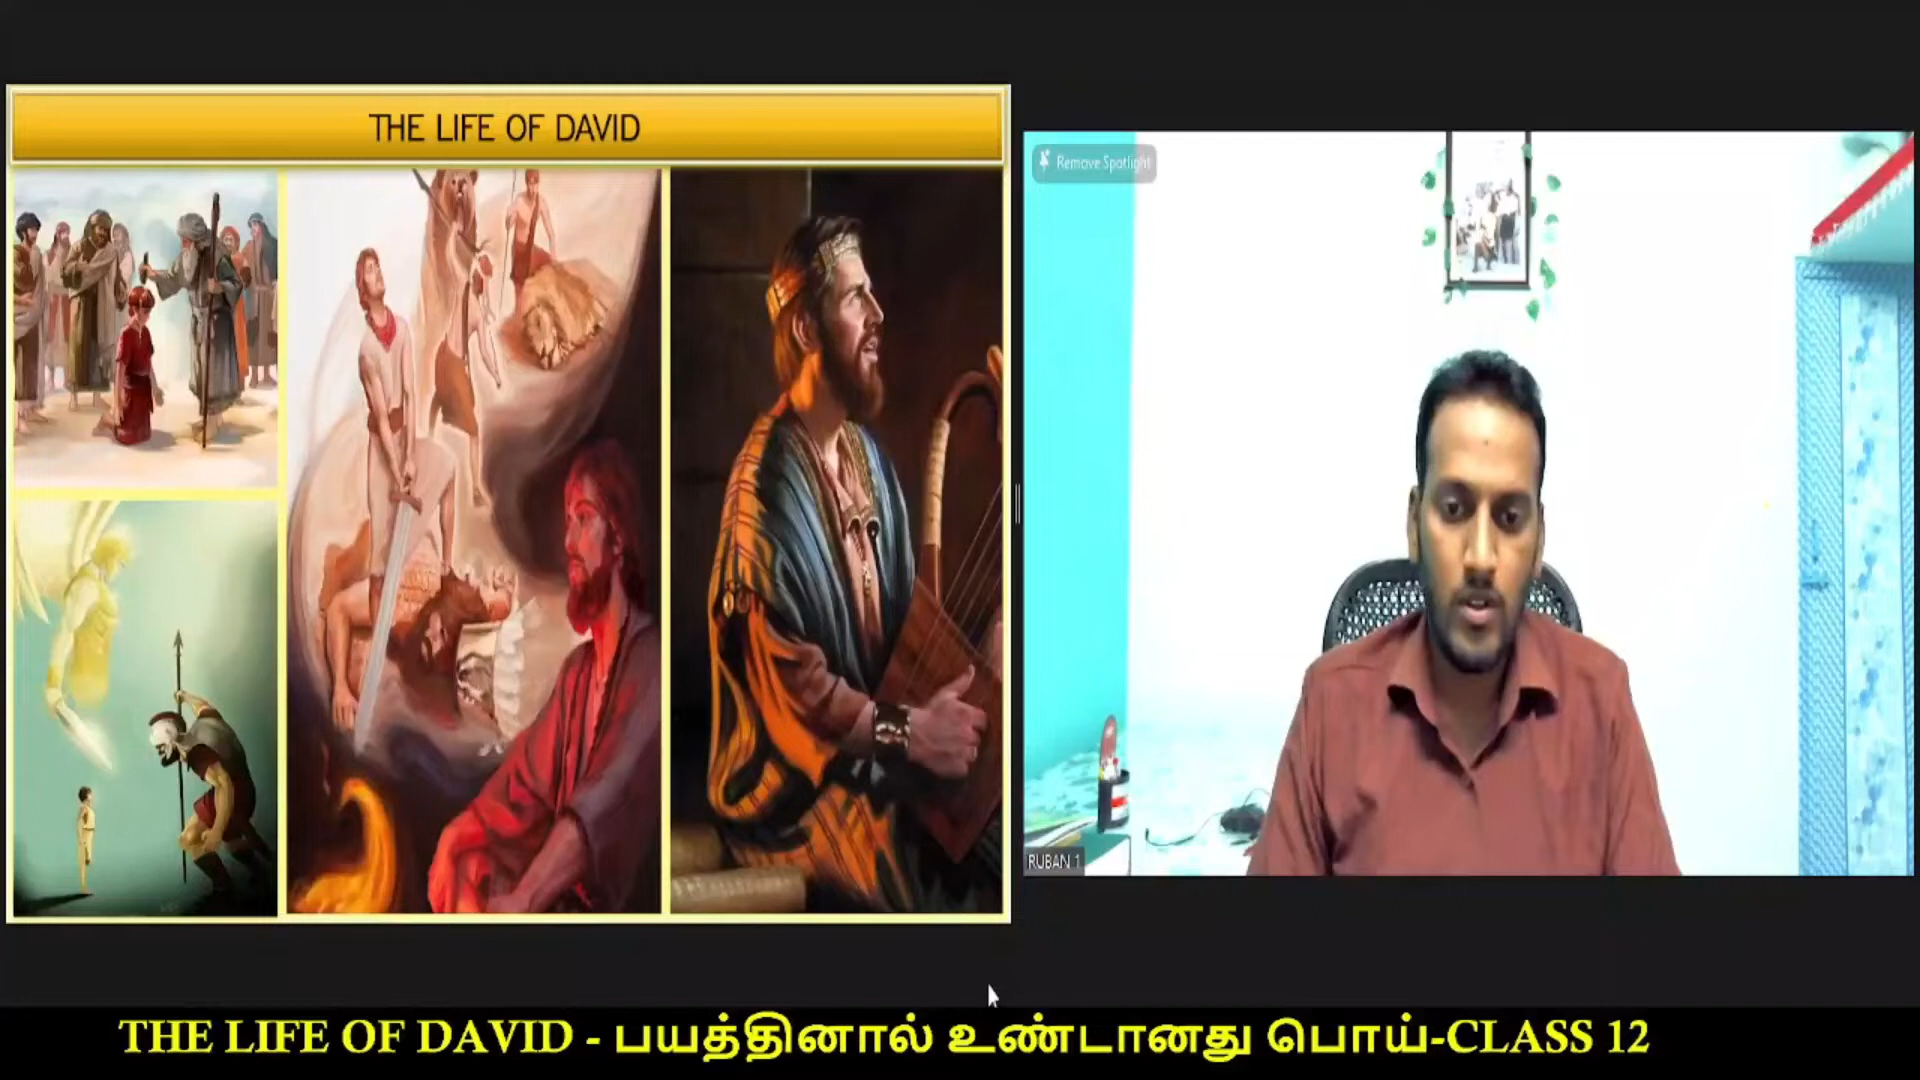 THE LIFE OF DAVID
Remove Spotlight
RUBAN 1
THE LIFE OF DAVID - பயத்தினால் உண்டானது பொய்-CLASS 12